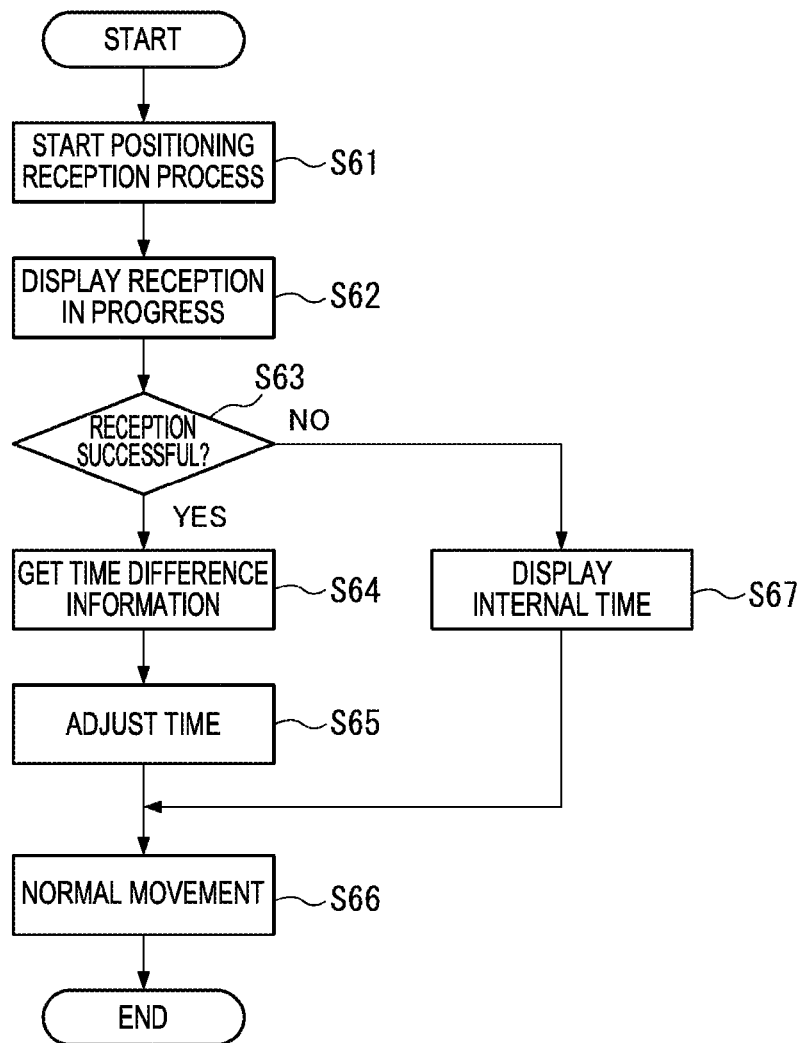 START
START POSITIONING
RECEPTION PROCESS
S61
DISPLAY RECEPTION
IN PROGRESS
S62
S63
RECEPTION
SUCCESSFUL?
NO
YES
GET TIME DIFFERENCE
INFORMATION
S64
DISPLAY
INTERNAL TIME
S67
ADJUST TIME
S65
NORMAL MOVEMENT
S66
END